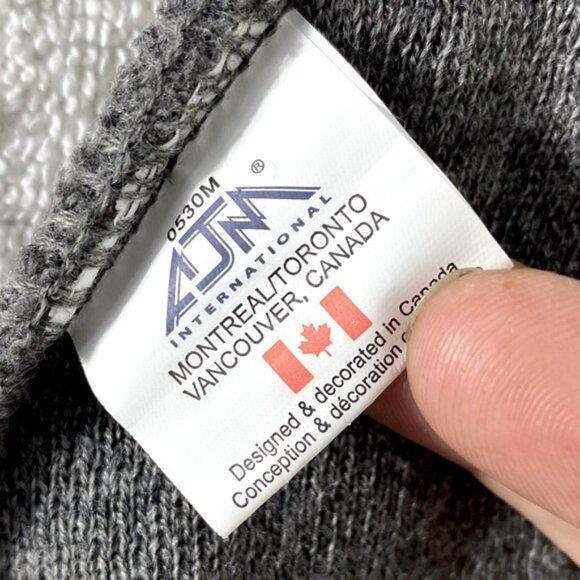 0530M
AJM®
INTERNATIONAL
MONTREAL/TORONTO
VANCOUVER, CANADA
Designed & decorated in Canada
Conception & décoration